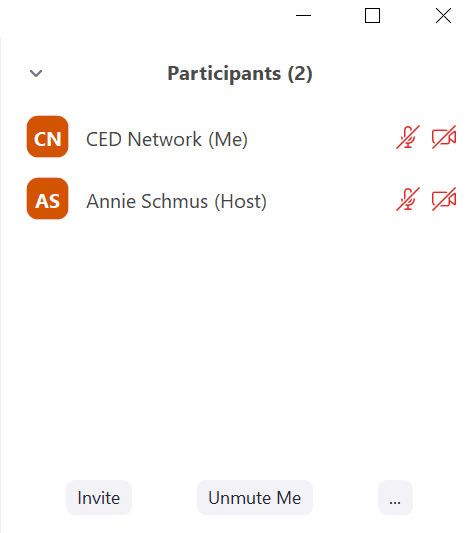 Participants (2)
CN CED Network (Me)
AS Annie Schmus (Host)
Invite Unmute Me ...